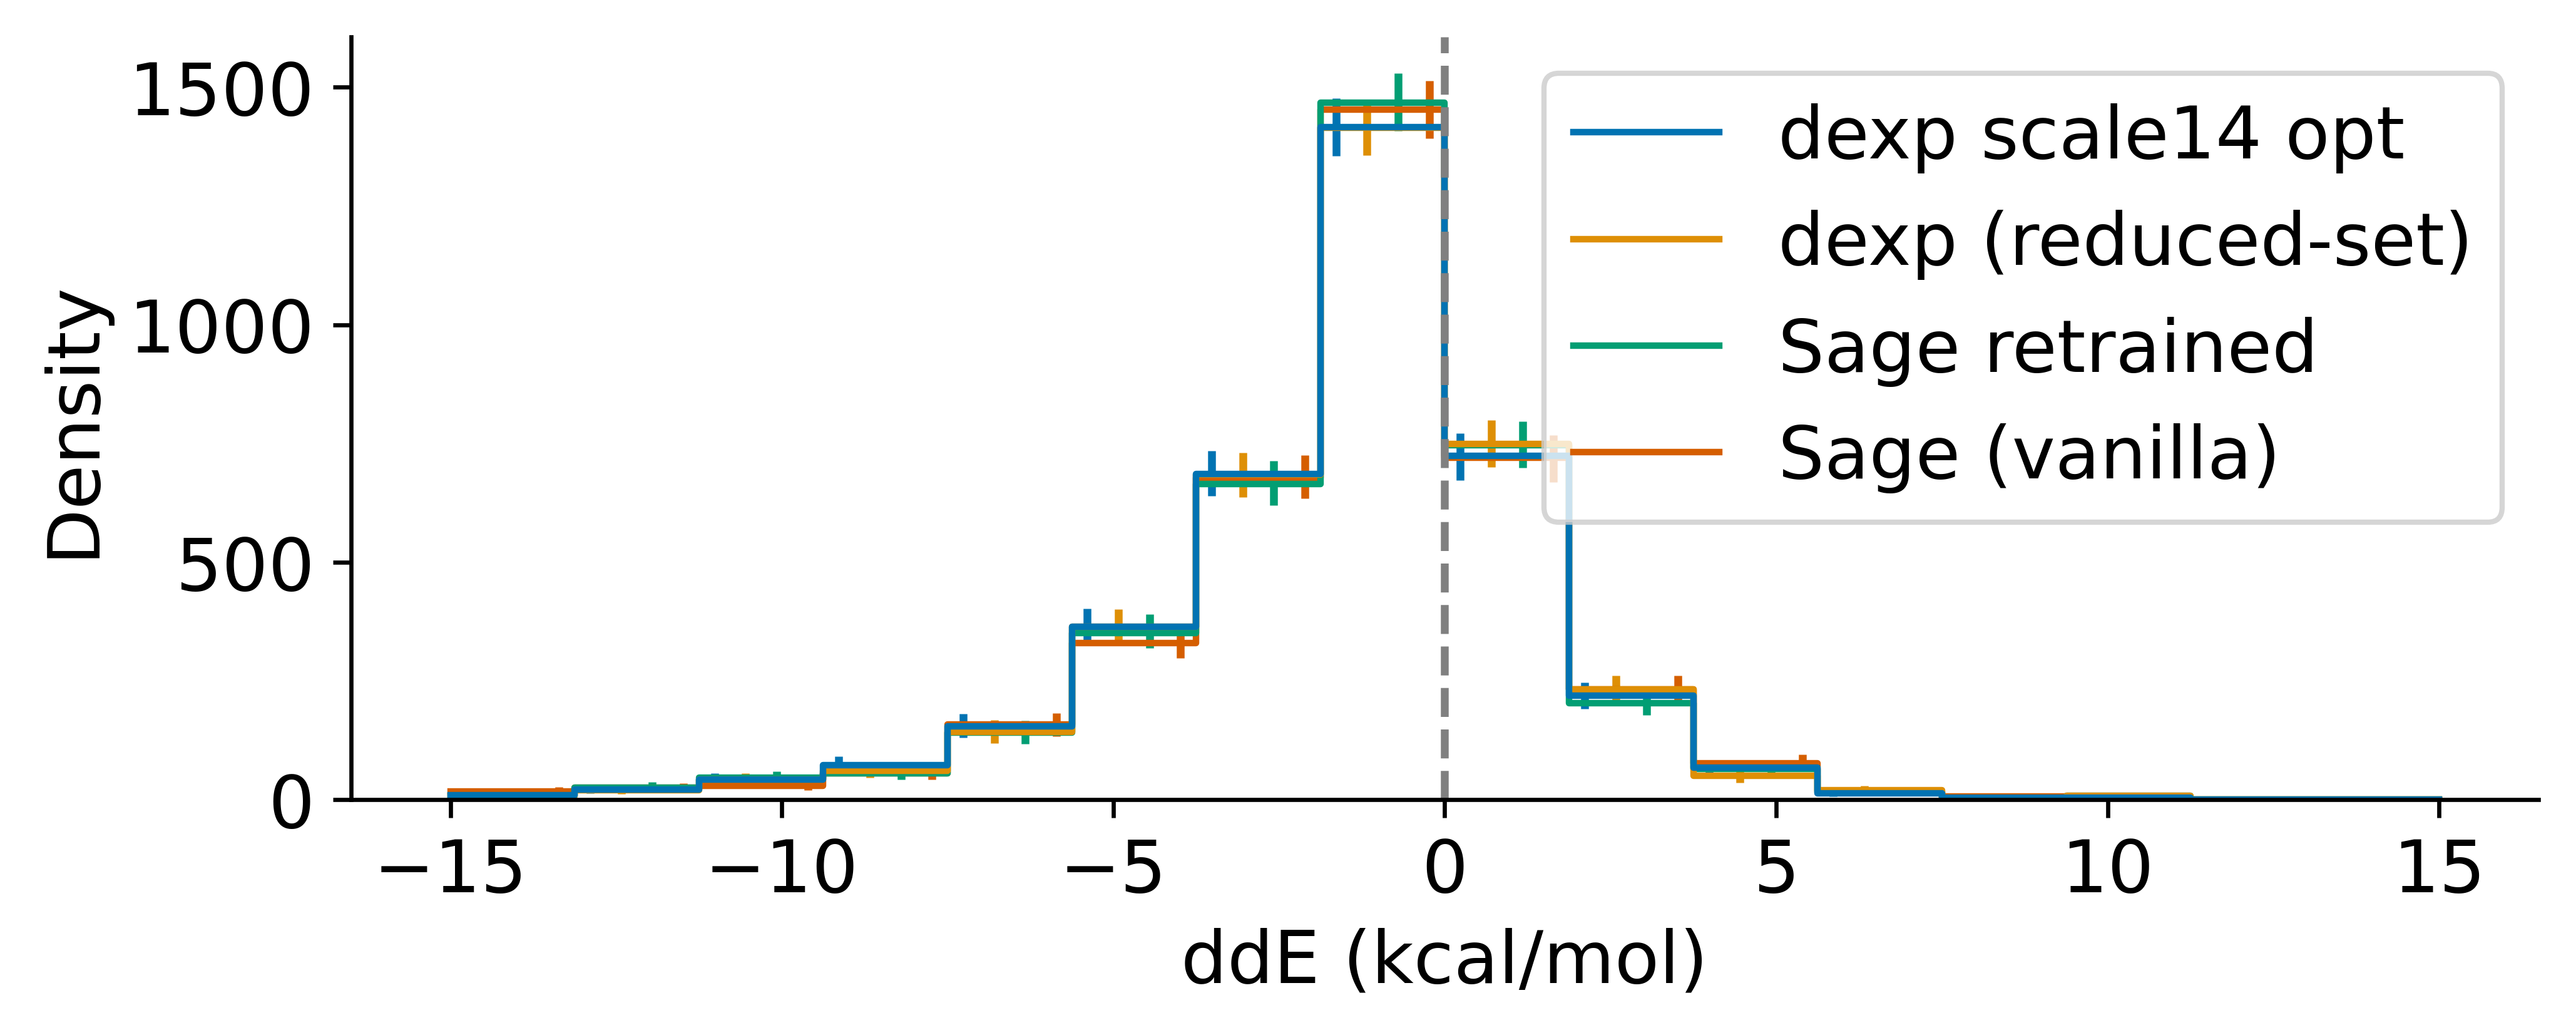 1500
1000
500
0
Density
−15
−10
−5
0
5
10
15
ddE (kcal/mol)
dexp scale14 opt
dexp (reduced-set)
Sage retrained
Sage (vanilla)